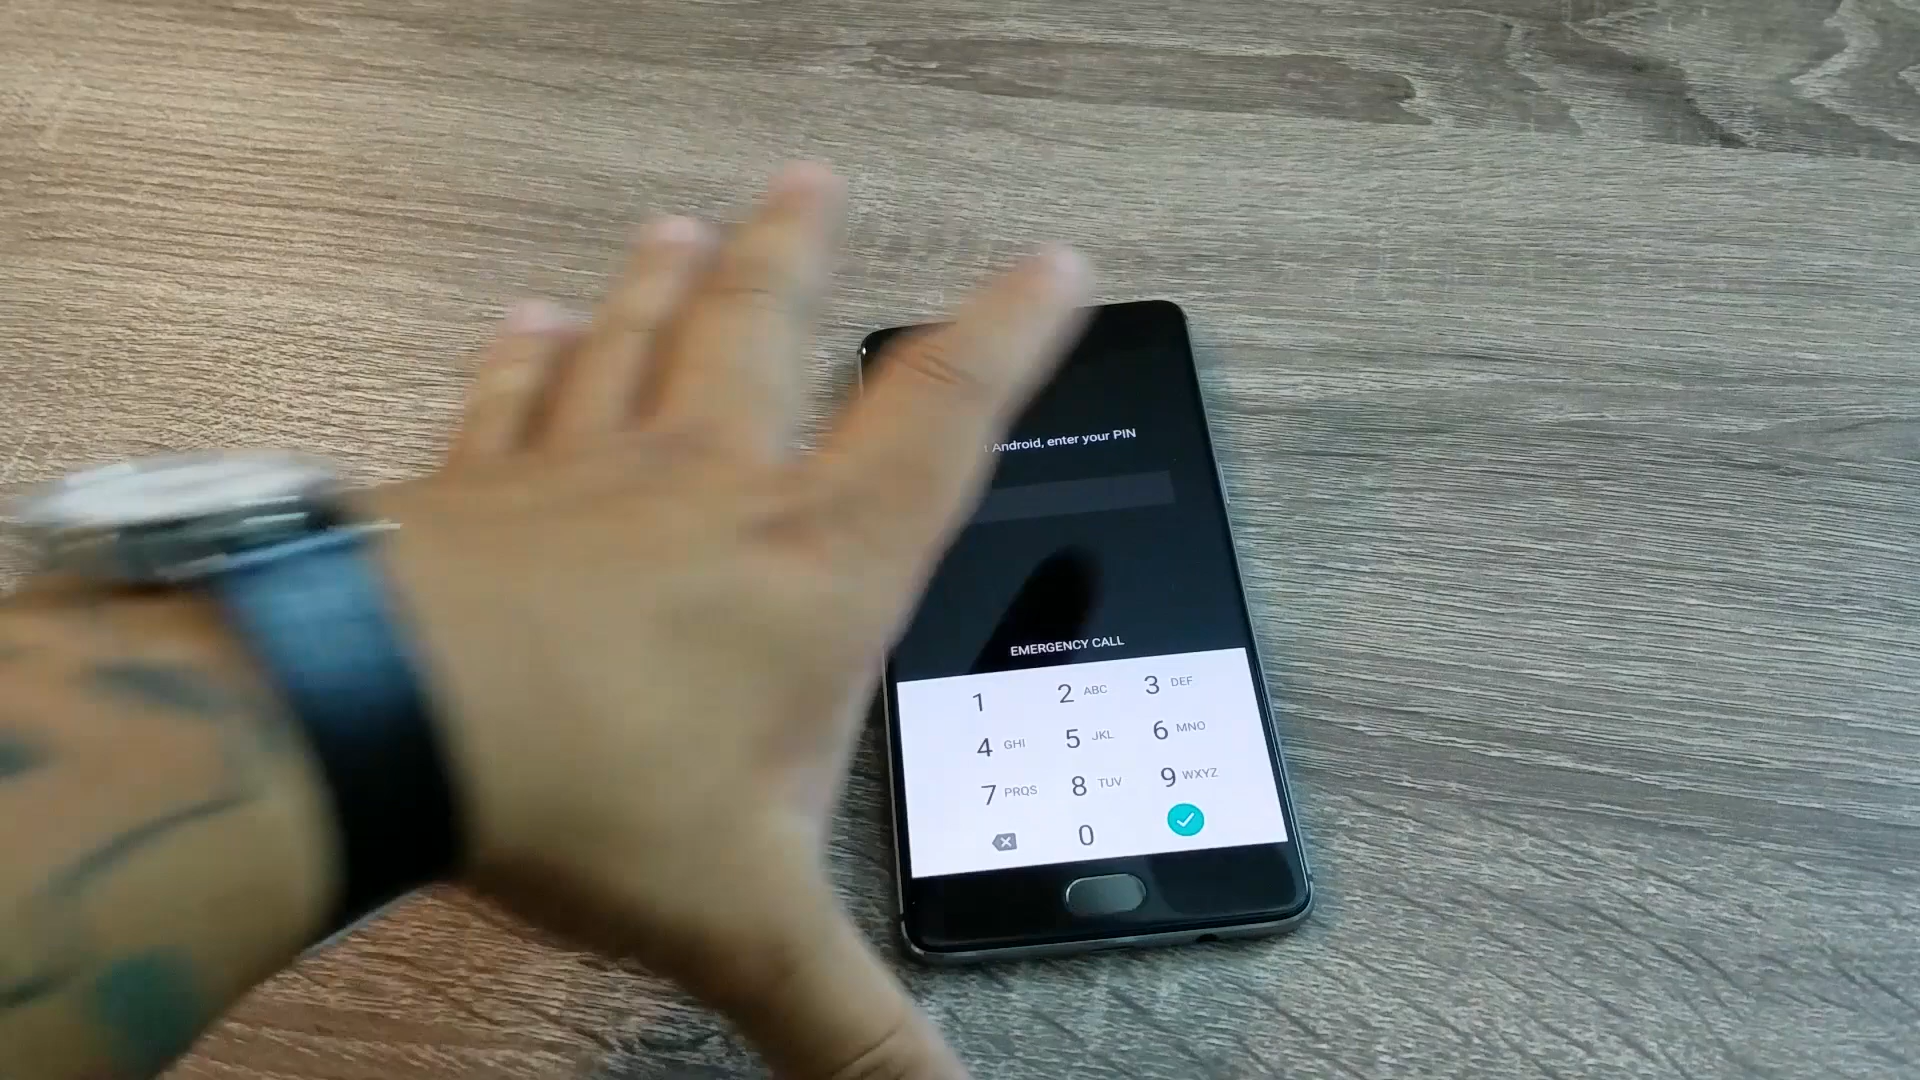 Android, enter your PIN
EMERGENCY CALL
1 2 ABC 3 DEF
4 GHI 5 JKL 6 MNO
7 PRQS 8 TUV 9 WXYZ
0